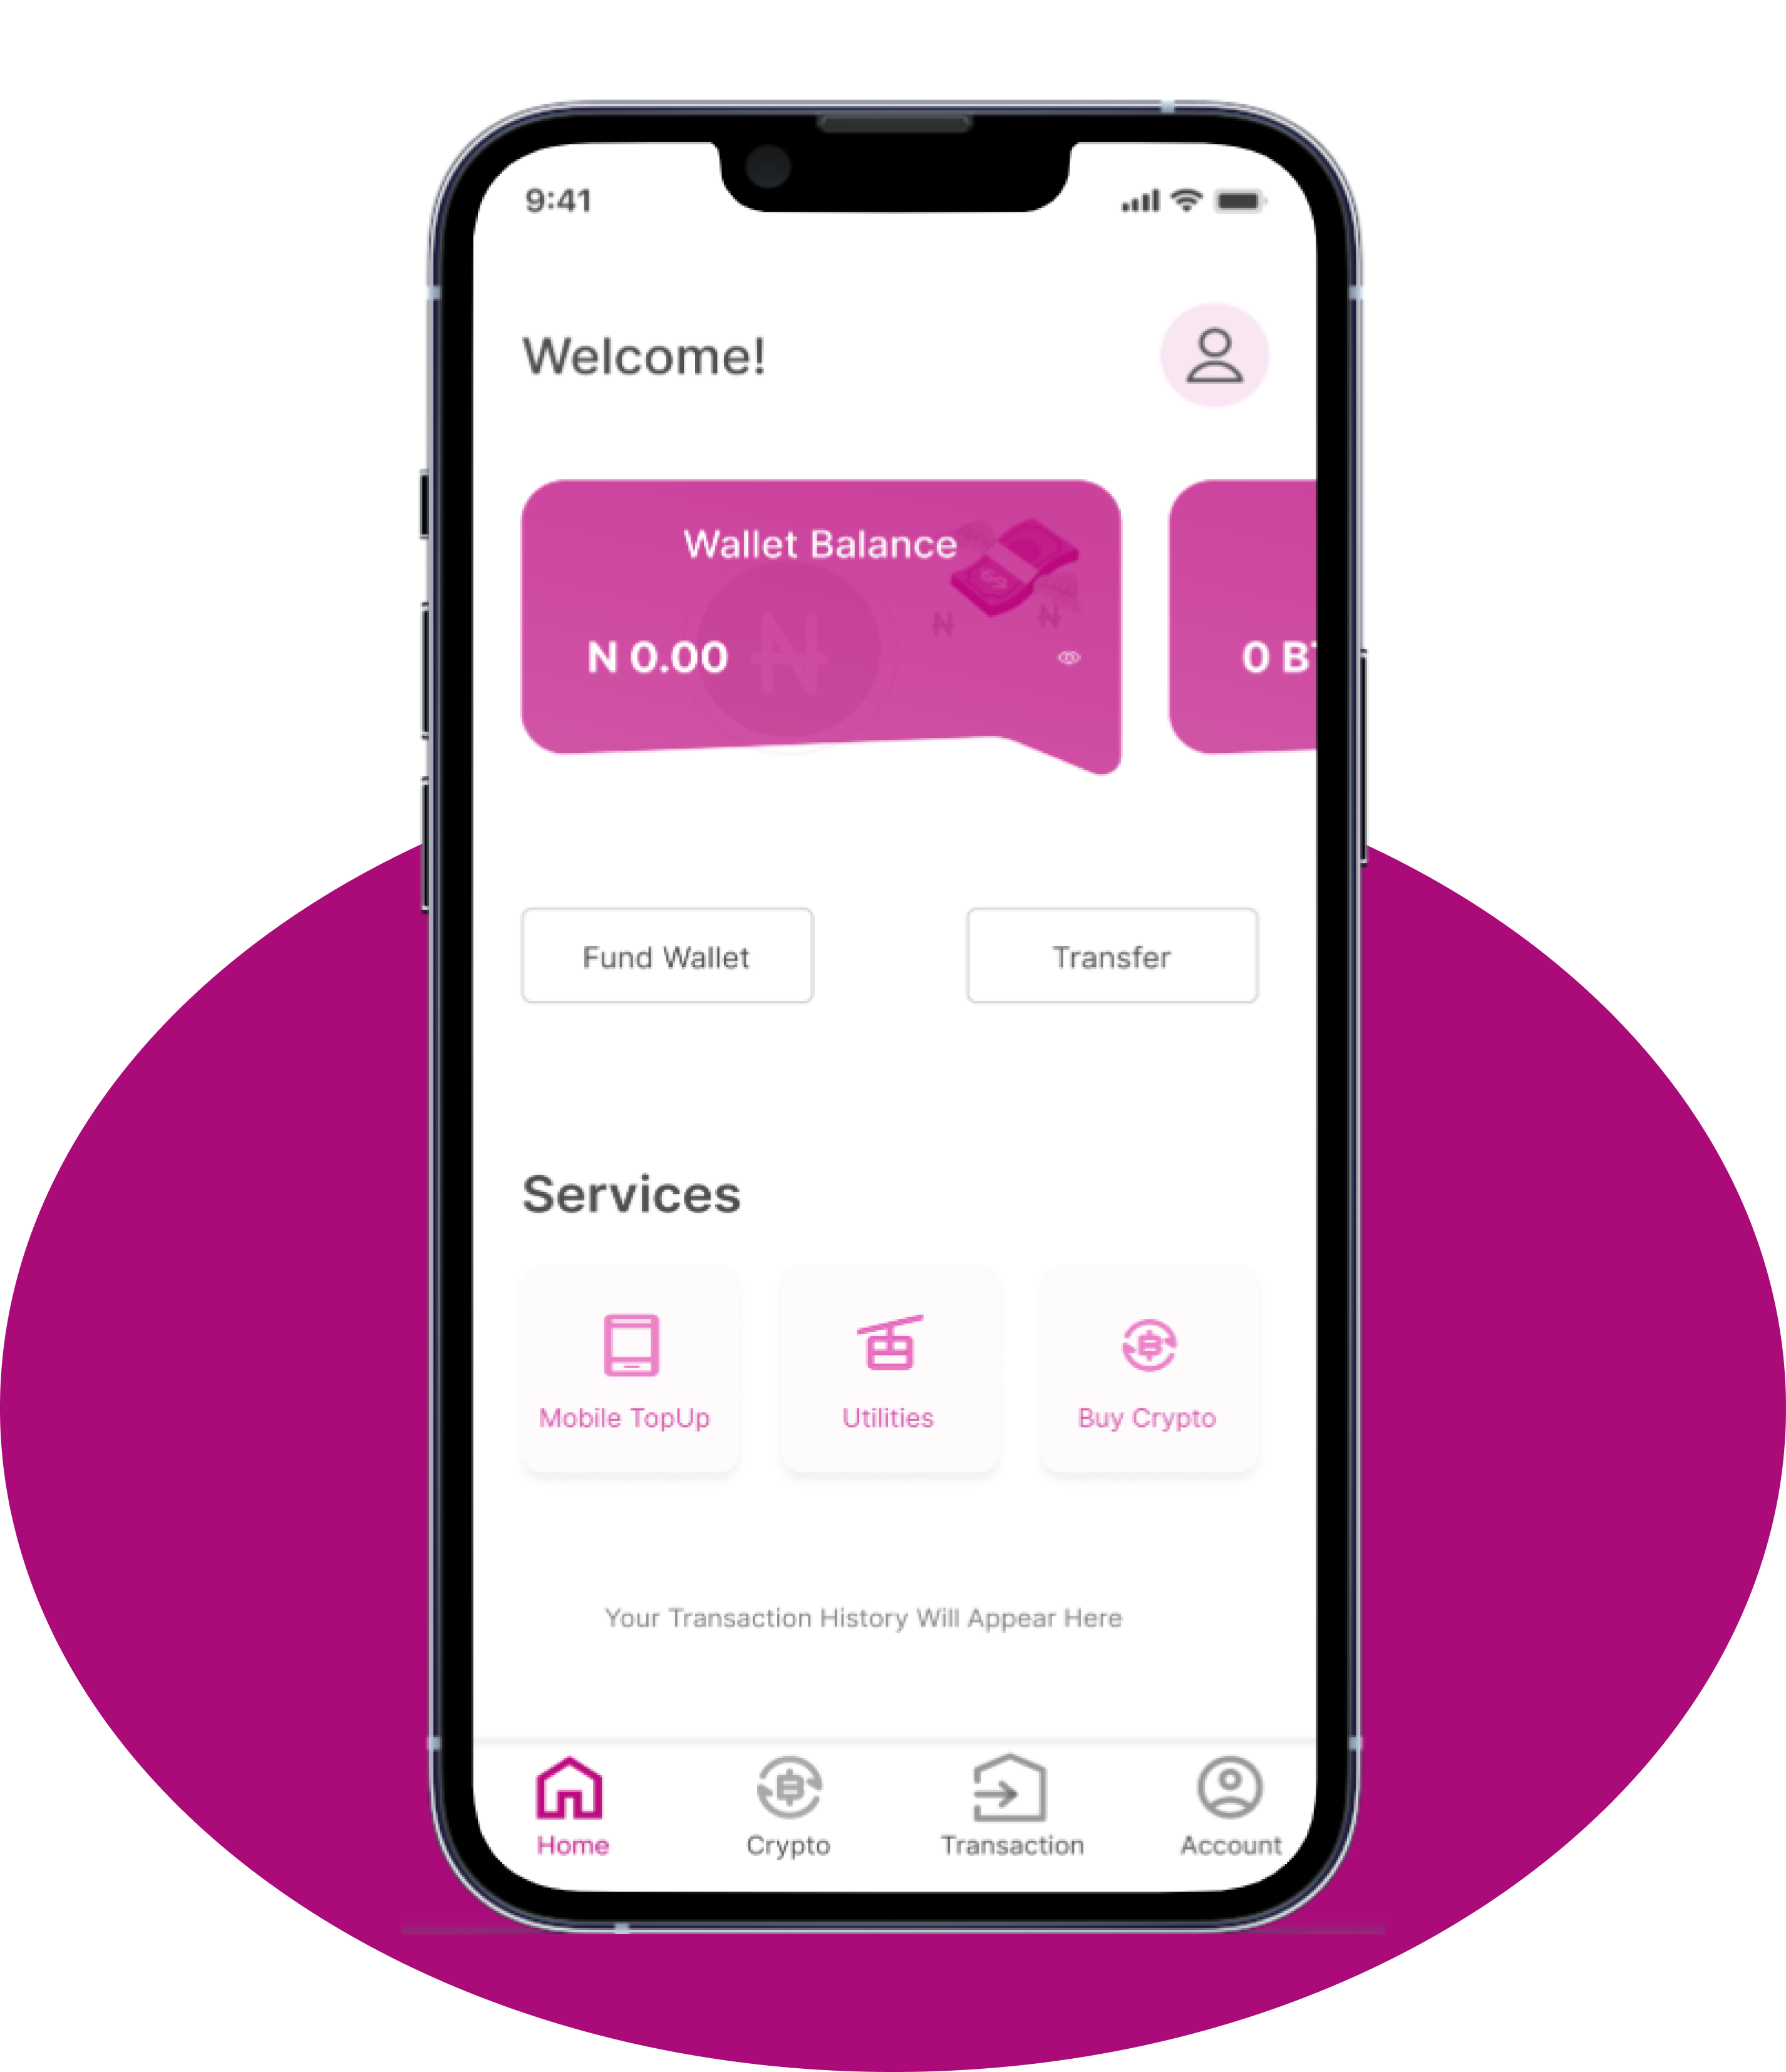 9:41
Welcome!
Wallet Balance
N 0.00
0 BT
Fund Wallet
Transfer
Services
Mobile TopUp
Utilities
Buy Crypto
Your Transaction History Will Appear Here
Home
Crypto
Transaction
Account